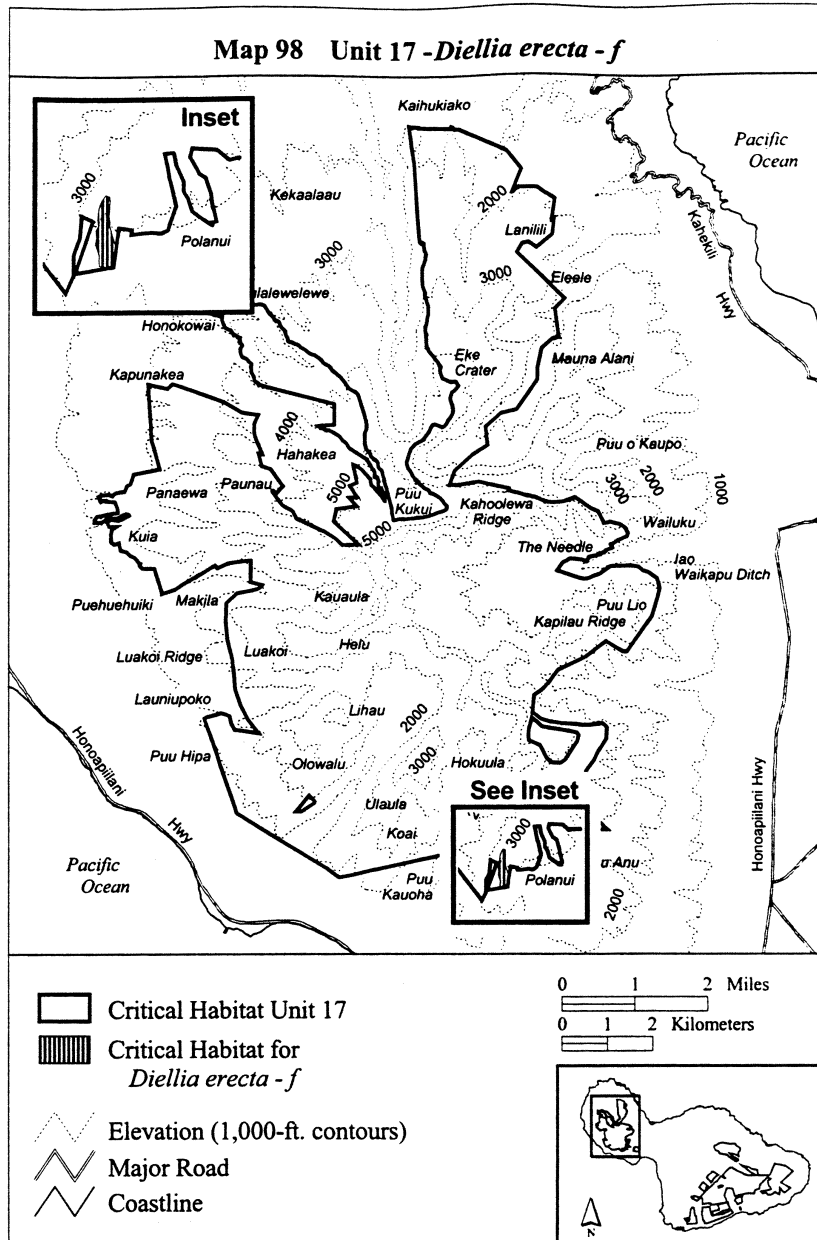 Map 98 Unit 17 -Diellia erecta - f
Kaihukiako
Inset
Pacific
Ocean
3000
Kekaalaau
2000
Kahekili
Hwy
Lanilili
Polanui
3000
3000
Eleele
Honokowai
Eke
Crater
Mauna Alani
Kapunakea
4000
Hahakea
Puu o Kaupo
Panaewa
Paunau
5000
Puu
Kukui
Kahoolewa
Ridge
3000
2000
1000
Wailuku
Kuia
5000
The Needle
Iao
Waikapu Ditch
Puehuehuiki
Makila
Kauaula
Puu Lio
Kapilau Ridge
Luakoi Ridge
Luakoi
Helu
Launiupoko
Lihau
2000
Honoapiilani
Hwy
Puu Hipa
Olowalu
3000
Hokuula
See Inset
Ulaula
3000
Koai
Polanui
Anu
Honoapiilani Hwy
Pacific
Ocean
Puu
Kauoha
2000
Critical Habitat Unit 17
Critical Habitat for
Diellia erecta - f
Elevation (1,000-ft. contours)
Major Road
Coastline
0 1 2 Miles
0 1 2 Kilometers
N